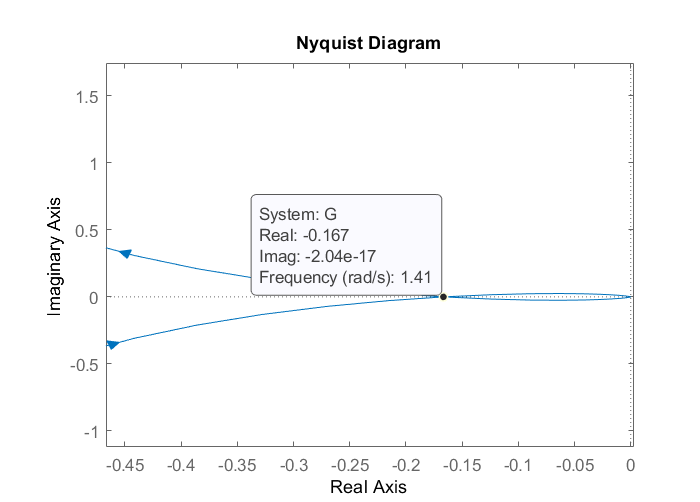 Nyquist Diagram
Imaginary Axis
1.5
1
0.5
0
-0.5
-1
System: G
Real: -0.167
Imag: -2.04e-17
Frequency (rad/s): 1.41
-0.45 -0.4 -0.35 -0.3 -0.25 -0.2 -0.15 -0.1 -0.05 0
Real Axis